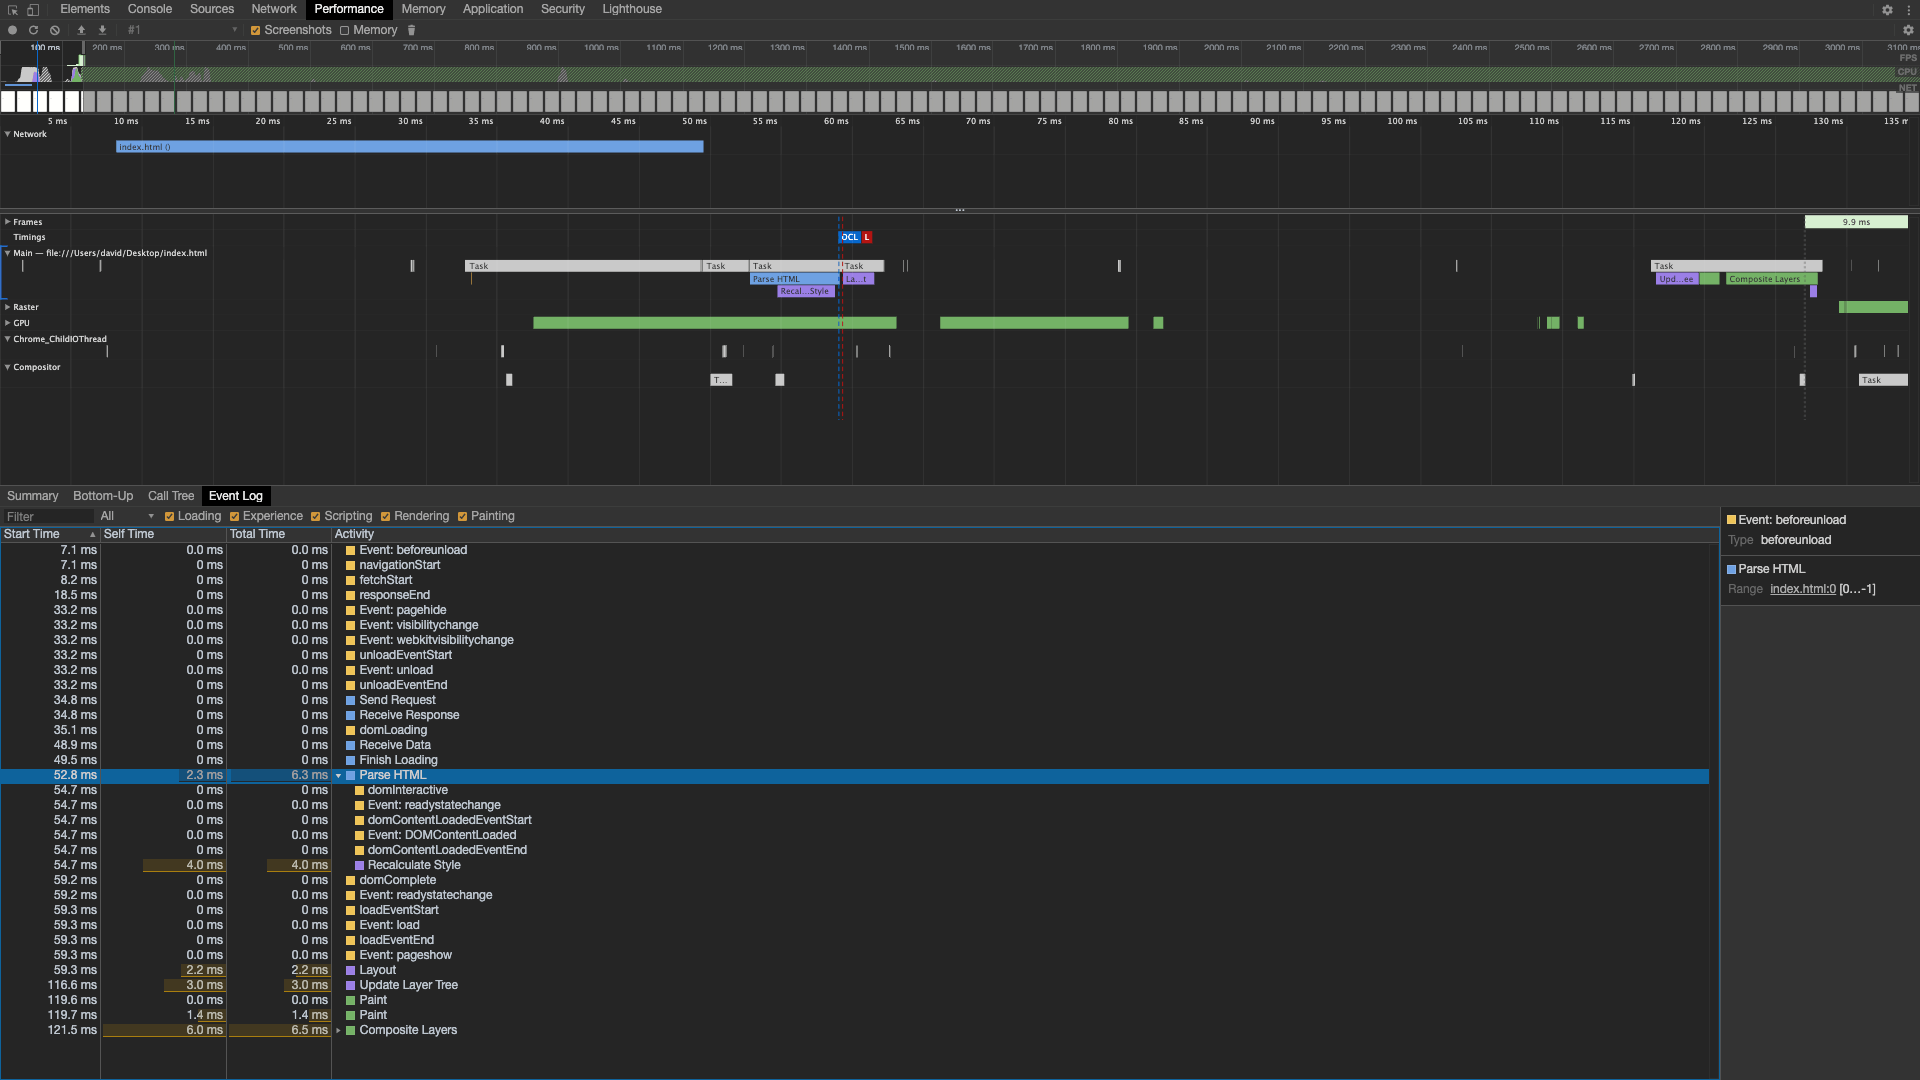 Elements Console Sources Network Performance Memory Application Security Lighthouse
#1 Screenshots Memory
100 ms 200 ms 300 ms 400 ms 500 ms 600 ms 700 ms 800 ms 900 ms 1000 ms 1100 ms 1200 ms 1300 ms 1400 ms 1500 ms 1600 ms 1700 ms 1800 ms 1900 ms 2000 ms 2100 ms 2200 ms 2300 ms 2400 ms 2500 ms 2600 ms 2700 ms 2800 ms 2900 ms 3000 ms 3100 ms
FPS
CPU
NET
5 ms 10 ms 15 ms 20 ms 25 ms 30 ms 35 ms 40 ms 45 ms 50 ms 55 ms 60 ms 65 ms 70 ms 75 ms 80 ms 85 ms 90 ms 95 ms 100 ms 105 ms 110 ms 115 ms 120 ms 125 ms 130 ms 135 m
Network
index.html ()
...
Frames 9.9 ms
Timings DCL L
Main — file:///Users/david/Desktop/index.html
Task Task Task Task Task
Parse HTML La...t Upd...ee Composite Layers
Recal...Style
Raster
GPU
Chrome_ChildIOThread
Compositor
T... Task
Summary Bottom-Up Call Tree Event Log
Filter All Loading Experience Scripting Rendering Painting
Start Time Self Time Total Time Activity
7.1 ms 0.0 ms 0.0 ms Event: beforeunload
7.1 ms 0 ms 0 ms navigationStart
8.2 ms 0 ms 0 ms fetchStart
18.5 ms 0 ms 0 ms responseEnd
33.2 ms 0.0 ms 0.0 ms Event: pagehide
33.2 ms 0.0 ms 0.0 ms Event: visibilitychange
33.2 ms 0.0 ms 0.0 ms Event: webkitvisibilitychange
33.2 ms 0 ms 0 ms unloadEventStart
33.2 ms 0.0 ms 0.0 ms Event: unload
33.2 ms 0 ms 0 ms unloadEventEnd
34.8 ms 0 ms 0 ms Send Request
34.8 ms 0 ms 0 ms Receive Response
35.1 ms 0 ms 0 ms domLoading
48.9 ms 0 ms 0 ms Receive Data
49.5 ms 0 ms 0 ms Finish Loading
52.8 ms 2.3 ms 6.3 ms Parse HTML
54.7 ms 0 ms 0 ms domInteractive
54.7 ms 0.0 ms 0.0 ms Event: readystatechange
54.7 ms 0 ms 0 ms domContentLoadedEventStart
54.7 ms 0.0 ms 0.0 ms Event: DOMContentLoaded
54.7 ms 0 ms 0 ms domContentLoadedEventEnd
54.7 ms 4.0 ms 4.0 ms Recalculate Style
59.2 ms 0 ms 0 ms domComplete
59.2 ms 0.0 ms 0.0 ms Event: readystatechange
59.3 ms 0 ms 0 ms loadEventStart
59.3 ms 0.0 ms 0.0 ms Event: load
59.3 ms 0 ms 0 ms loadEventEnd
59.3 ms 0.0 ms 0.0 ms Event: pageshow
59.3 ms 2.2 ms 2.2 ms Layout
116.6 ms 3.0 ms 3.0 ms Update Layer Tree
119.6 ms 0.0 ms 0.0 ms Paint
119.7 ms 1.4 ms 1.4 ms Paint
121.5 ms 6.0 ms 6.5 ms Composite Layers
Event: beforeunload
Type beforeunload
Parse HTML
Range index.html:0 [0...-1]